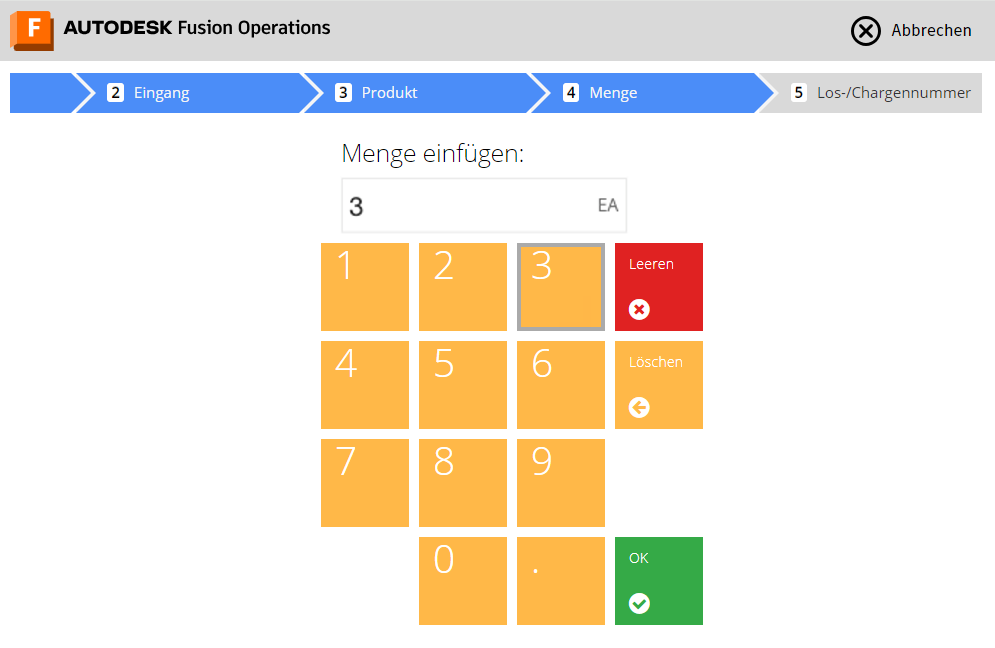 F AUTODESK Fusion Operations Abbrechen
2 Eingang 3 Produkt 4 Menge 5 Los-/Chargennummer
Menge einfügen:
3 EA
1 2 3 Leeren
4 5 6 Löschen
7 8 9
0 . OK